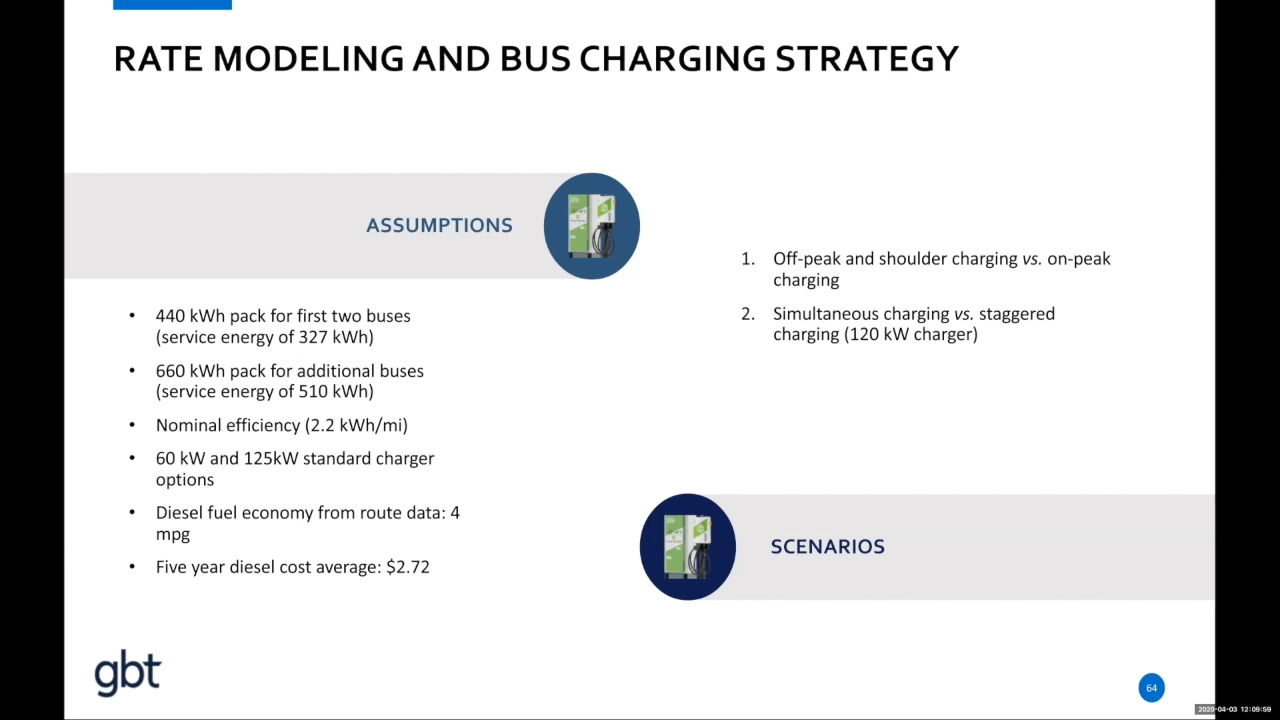 RATE MODELING AND BUS CHARGING STRATEGY
ASSUMPTIONS
• 440 kWh pack for first two buses
(service energy of 327 kWh)
• 660 kWh pack for additional buses
(service energy of 510 kWh)
• Nominal efficiency (2.2 kWh/mi)
• 60 kW and 125kW standard charger
options
• Diesel fuel economy from route data: 4
mpg
• Five year diesel cost average: $2.72
1. Off-peak and shoulder charging vs. on-peak
charging
2. Simultaneous charging vs. staggered
charging (120 kW charger)
SCENARIOS
gbt
64
2020-04-03 12:09:59